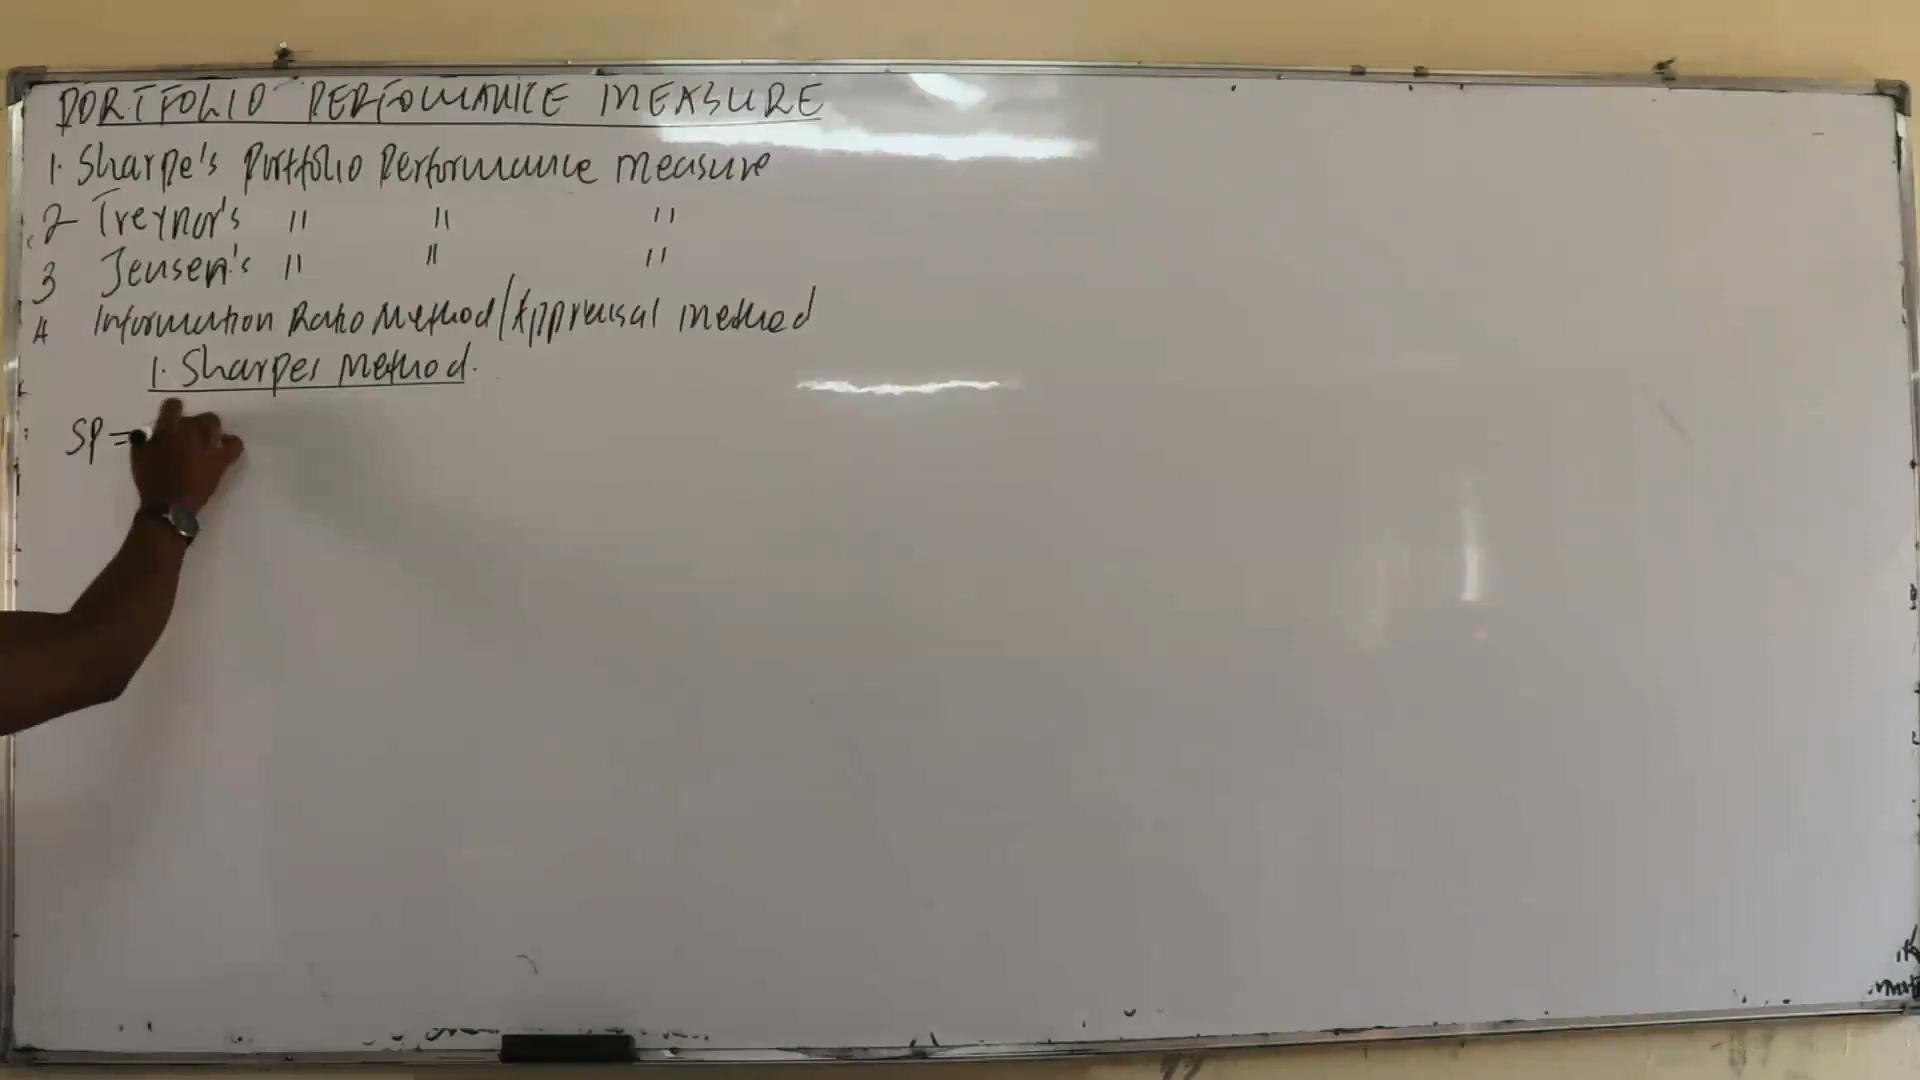 PORTFOLIO PERFOMANCE MEASURE
1. Sharpe's Portfolio Performance measure
2 Treynor's " " "
3 Jensen's " " "
4 Information Ratio Method/Appraisal method
1. Sharpes Method.
SP =